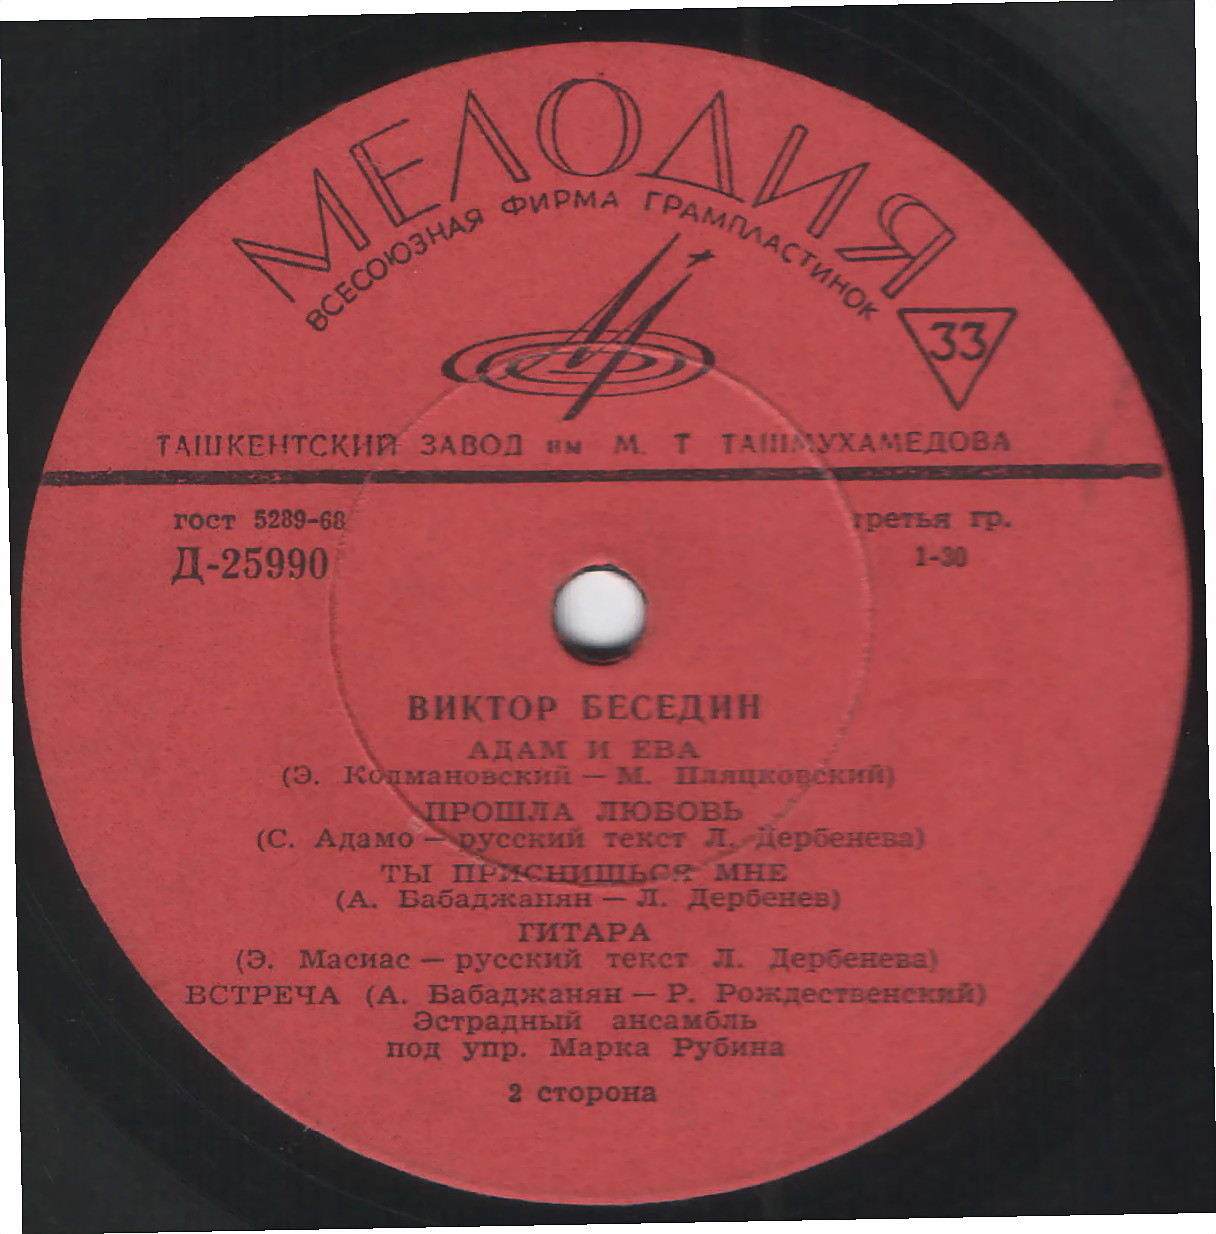 МЕЛОДИЯ
ВСЕСОЮЗНАЯ ФИРМА ГРАМПЛАСТИНОК
33
ТАШКЕНТСКИЙ ЗАВОД им М. Т ТАШМУХАМЕДОВА
гост 5289-68 третья гр.
Д-25990 1-30
ВИКТОР БЕСЕДИН
АДАМ И ЕВА
(Э. Колмановский — М. Пляцковский)
ПРОШЛА ЛЮБОВЬ
(С. Адамо — русский текст Л. Дербенева)
ТЫ ПРИСНИШЬСЯ МНЕ
(А. Бабаджанян — Л. Дербенев)
ГИТАРА
(Э. Масиас — русский текст Л. Дербенева)
ВСТРЕЧА (А. Бабаджанян — Р. Рождественский)
Эстрадный ансамбль
под упр. Марка Рубина
2 сторона